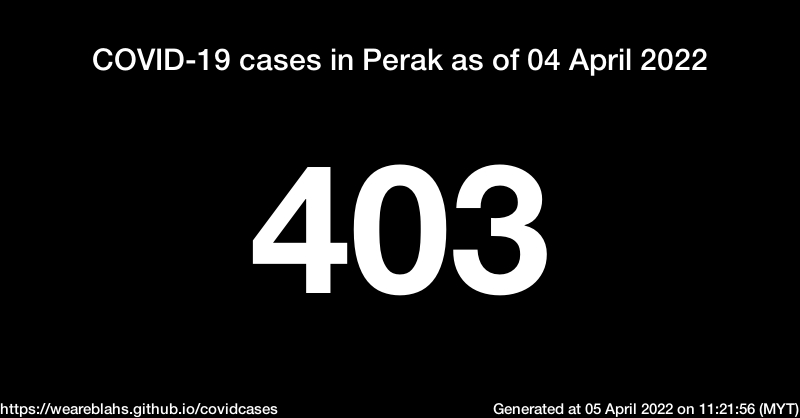 COVID-19 cases in Perak as of 04 April 2022
403
https://weareblahs.github.io/covidcases
Generated at 05 April 2022 on 11:21:56 (MYT)